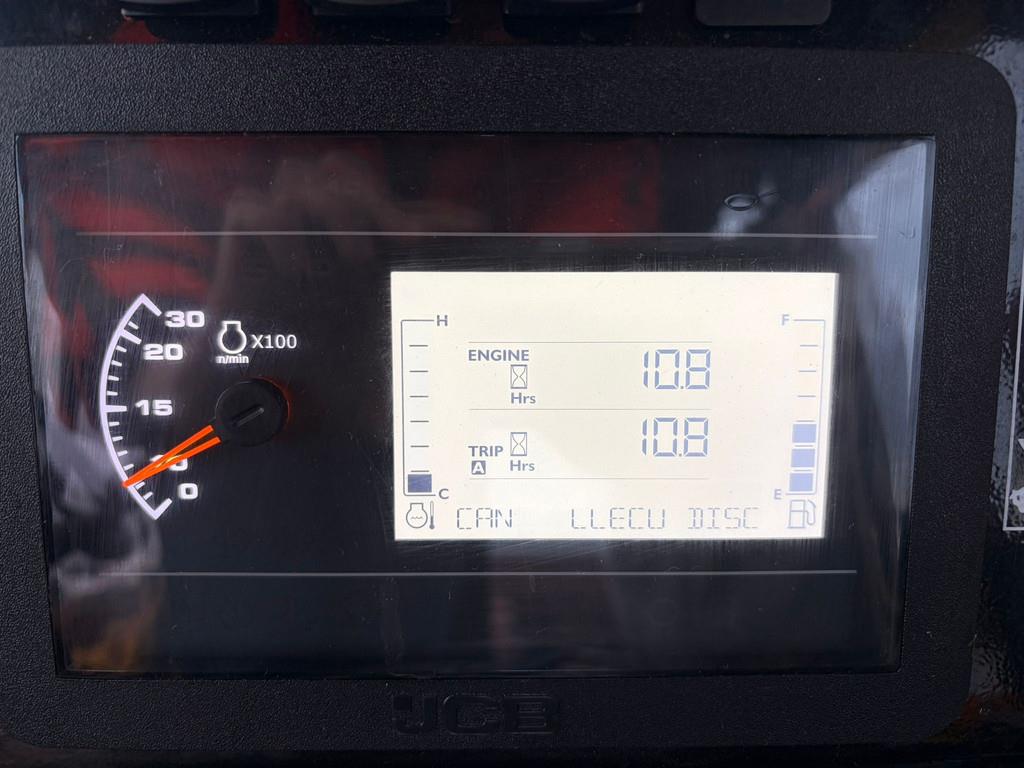 30
20
X100
n/min
15
0
H
F
ENGINE
10.8
Hrs
TRIP
10.8
A
Hrs
C
E
CAN LLECU DISC
JCB